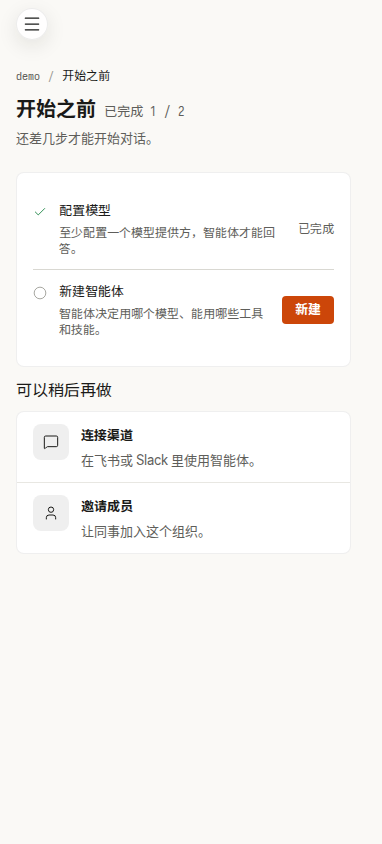 demo / 开始之前
开始之前 已完成 1 / 2
还差几步才能开始对话。
配置模型
至少配置一个模型提供方，智能体才能回
答。
已完成
新建智能体
智能体决定用哪个模型、能用哪些工具
和技能。
新建
可以稍后再做
连接渠道
在飞书或 Slack 里使用智能体。
邀请成员
让同事加入这个组织。